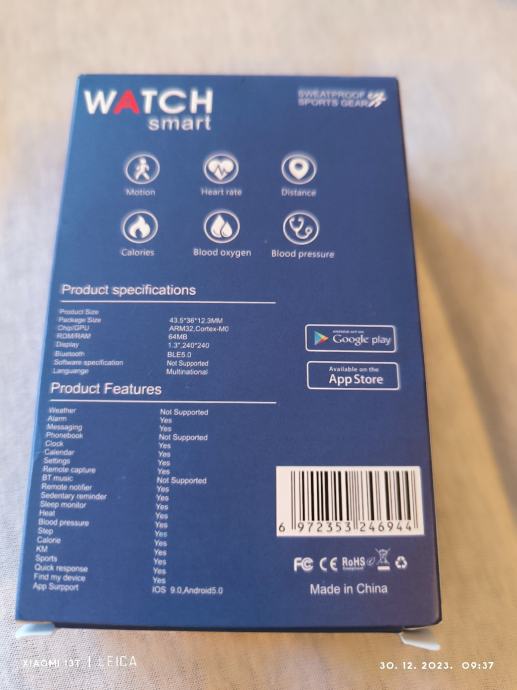 WATCH
smart
SWEATPROOF
SPORTS GEAR
Motion
Heart rate
Distance
Calories
Blood oxygen
Blood pressure
Product specifications
Product Size
Package Size 43.5*36*12.3MM
Chip/GPU ARM32,Cortex-M0
ROM/RAM 64MB
Display 1.3",240*240
Bluetooth BLE5.0
Software specification Not Supported
Languange Multinational
Google play
Available on the
App Store
Product Features
Weather Not Supported
Alarm Yes
Messaging Yes
Phonebook Not Supported
Clock Yes
Calendar Yes
Settings Yes
Remote capture Yes
BT music Not Supported
Remote notifier Yes
Sedentary reminder Yes
Sleep monitor Yes
Heat Yes
Blood pressure Yes
Step Yes
Calorie Yes
KM Yes
Sports Yes
Quick response Yes
Find my device Yes
App Surpport IOS 9.0,Android5.0
6 972353 246944
FC CE RoHS
Made in China
XIAOMI 13T | LEICA
30. 12. 2023. 09:37